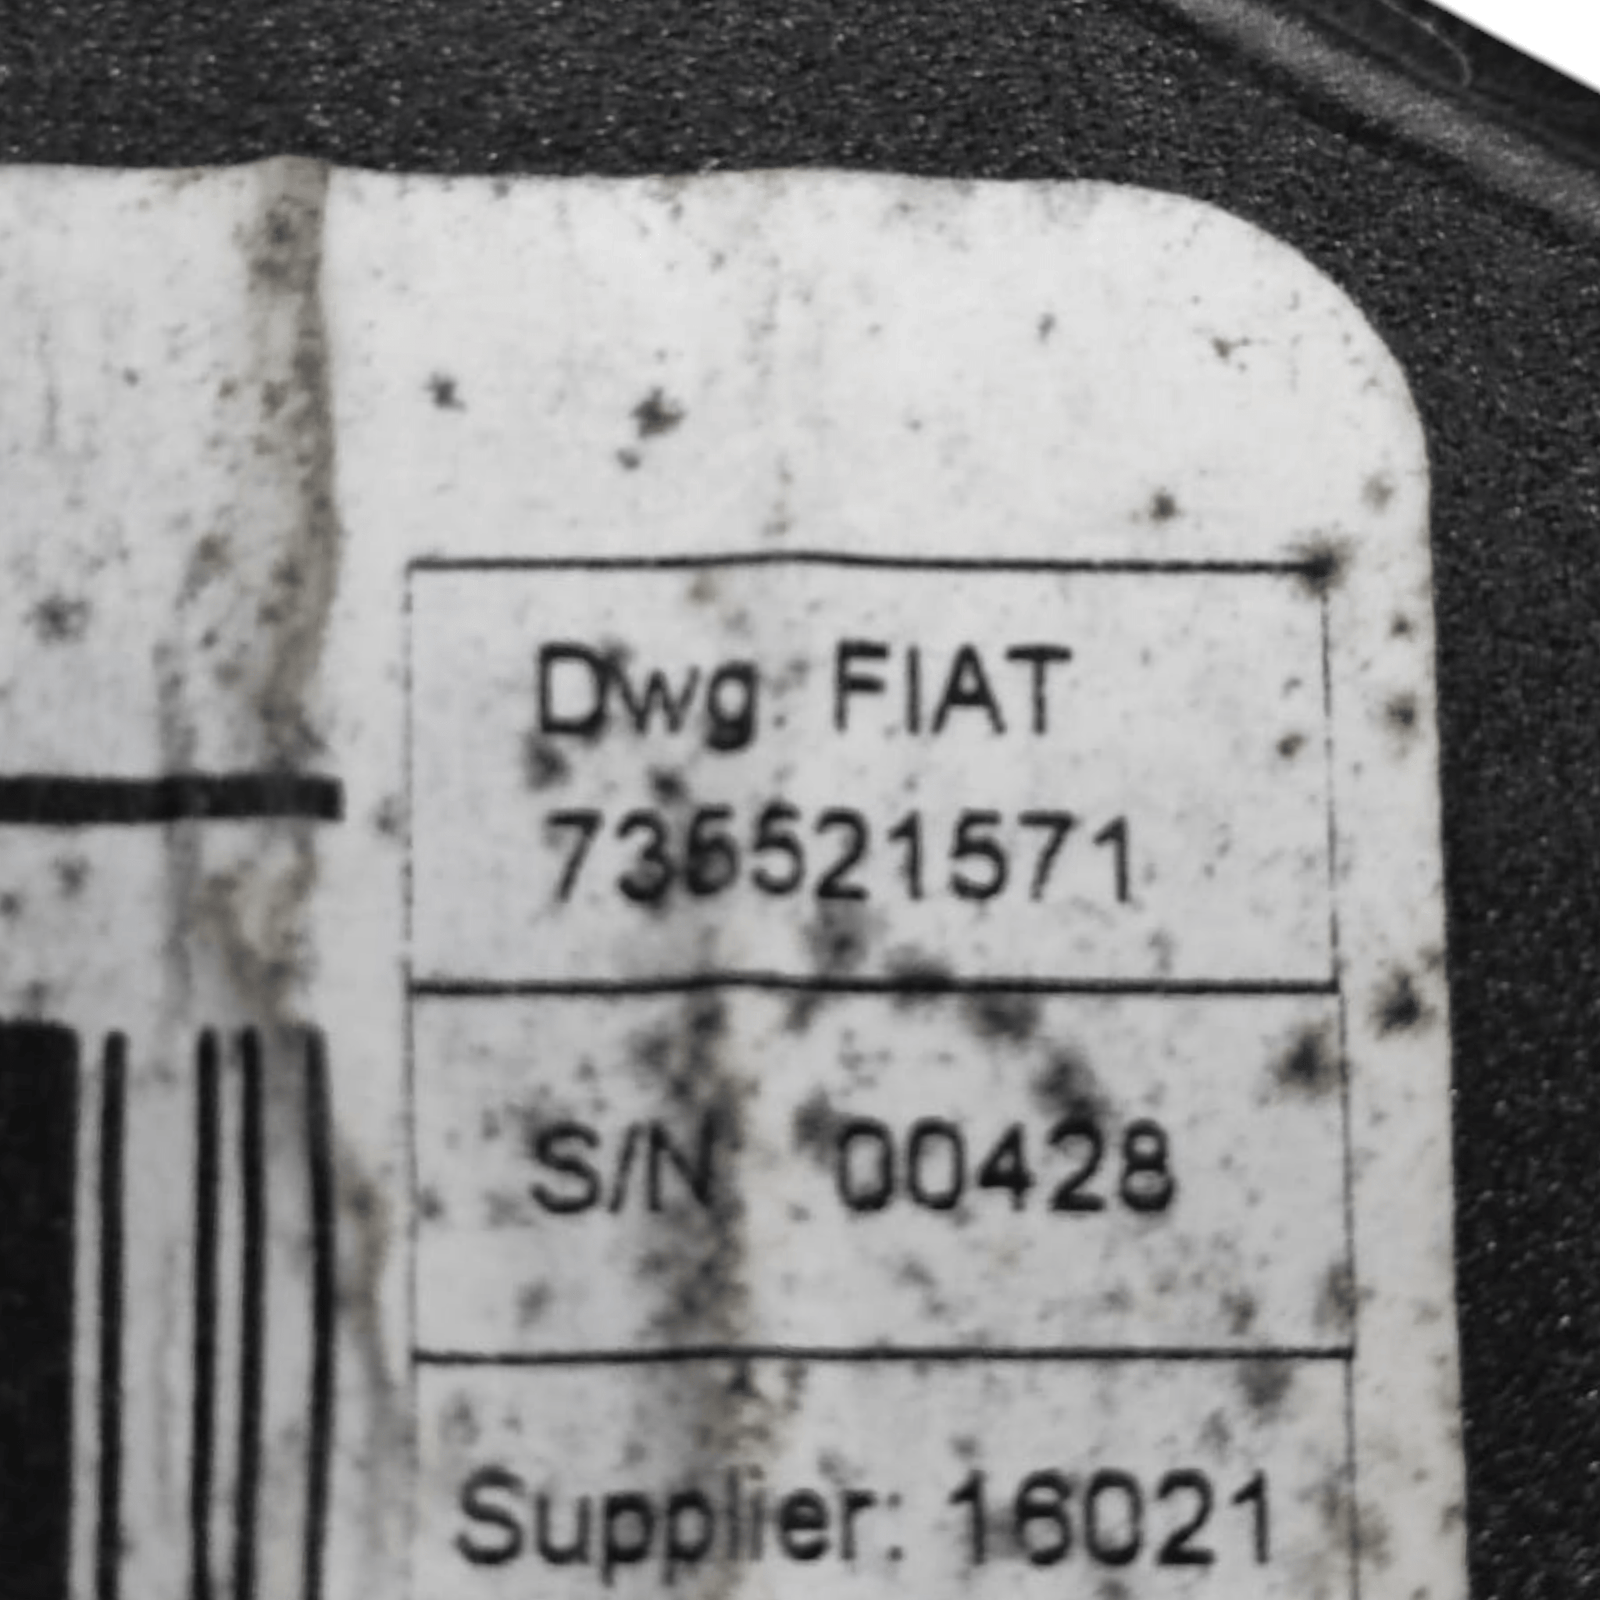 Dwg. FIAT
735521571
S/N 00428
Supplier: 16021